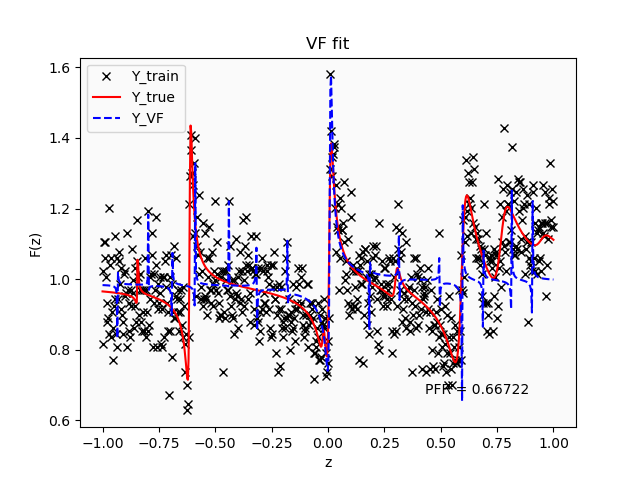 VF fit
F(z)
1.6
1.4
1.2
1.0
0.8
0.6
Y_train
Y_true
Y_VF
PFR = 0.66722
−1.00 −0.75 −0.50 −0.25 0.00 0.25 0.50 0.75 1.00
z